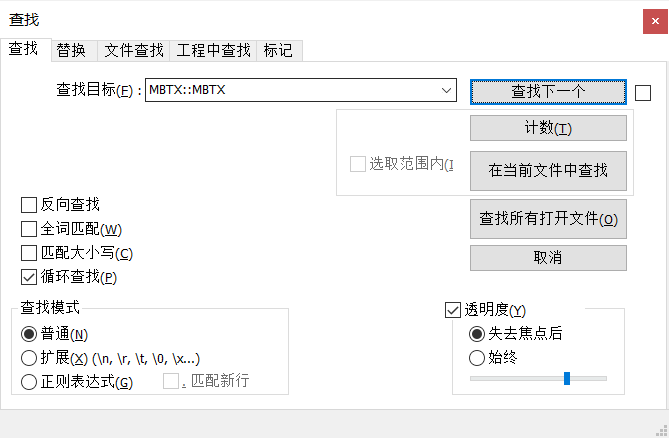 查找
查找 替换 文件查找 工程中查找 标记
查找目标(F) : MBTX::MBTX 查找下一个
计数(T)
选取范围内(I
在当前文件中查找
反向查找
查找所有打开文件(O)
全词匹配(W)
匹配大小写(C)
取消
循环查找(P)
查找模式
透明度(Y)
普通(N)
失去焦点后
扩展(X) (\n, \r, \t, \0, \x...)
始终
正则表达式(G) . 匹配新行